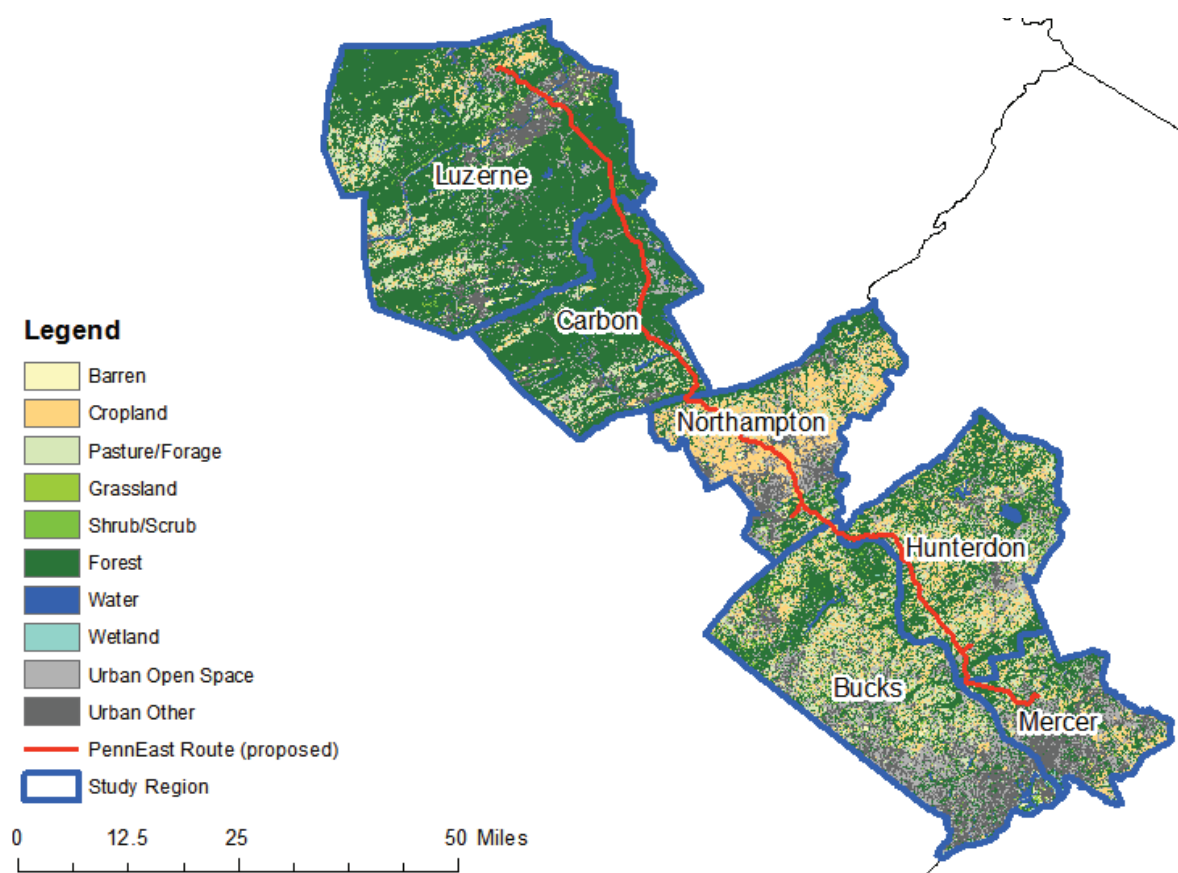 Luzerne
Carbon
Northampton
Hunterdon
Bucks
Mercer
Legend
Barren
Cropland
Pasture/Forage
Grassland
Shrub/Scrub
Forest
Water
Wetland
Urban Open Space
Urban Other
PennEast Route (proposed)
Study Region
0 12.5 25 50 Miles